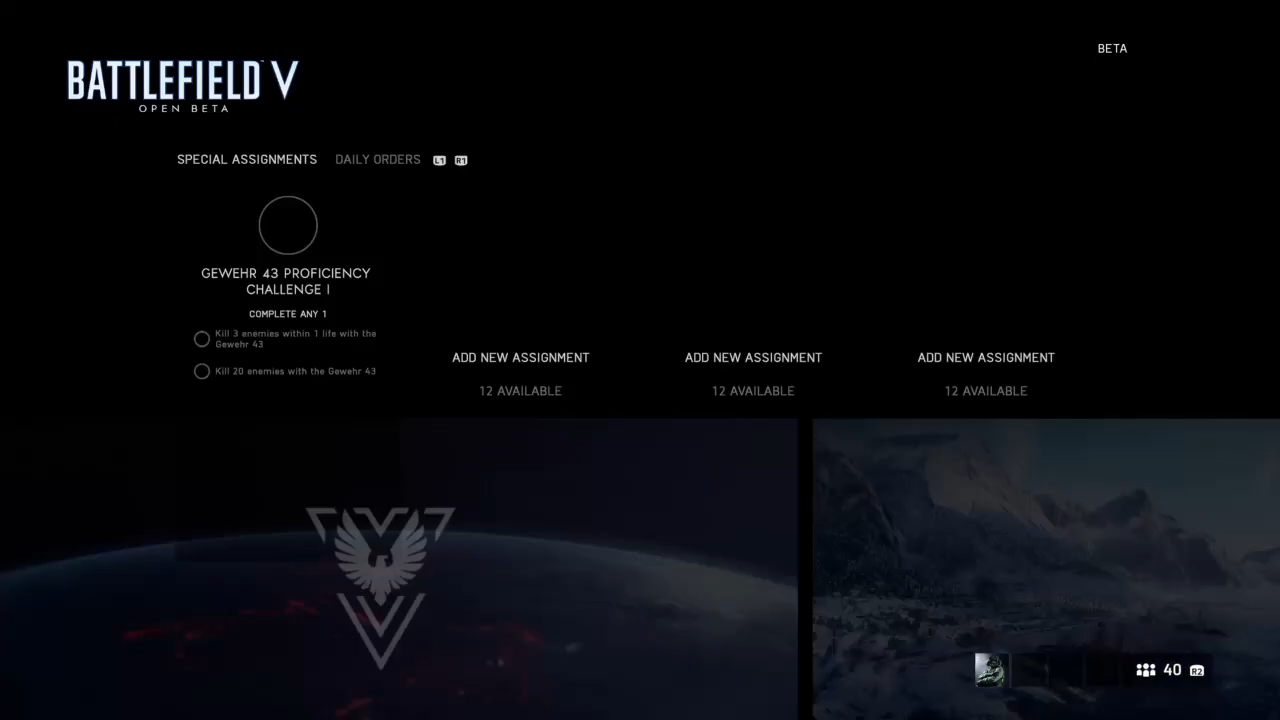 BETA
BATTLEFIELD V
OPEN BETA
SPECIAL ASSIGNMENTS DAILY ORDERS L1 R1
GEWEHR 43 PROFICIENCY
CHALLENGE I
COMPLETE ANY 1
Kill 3 enemies within 1 life with the
Gewehr 43
Kill 20 enemies with the Gewehr 43
ADD NEW ASSIGNMENT
12 AVAILABLE
ADD NEW ASSIGNMENT
12 AVAILABLE
ADD NEW ASSIGNMENT
12 AVAILABLE
40 R2